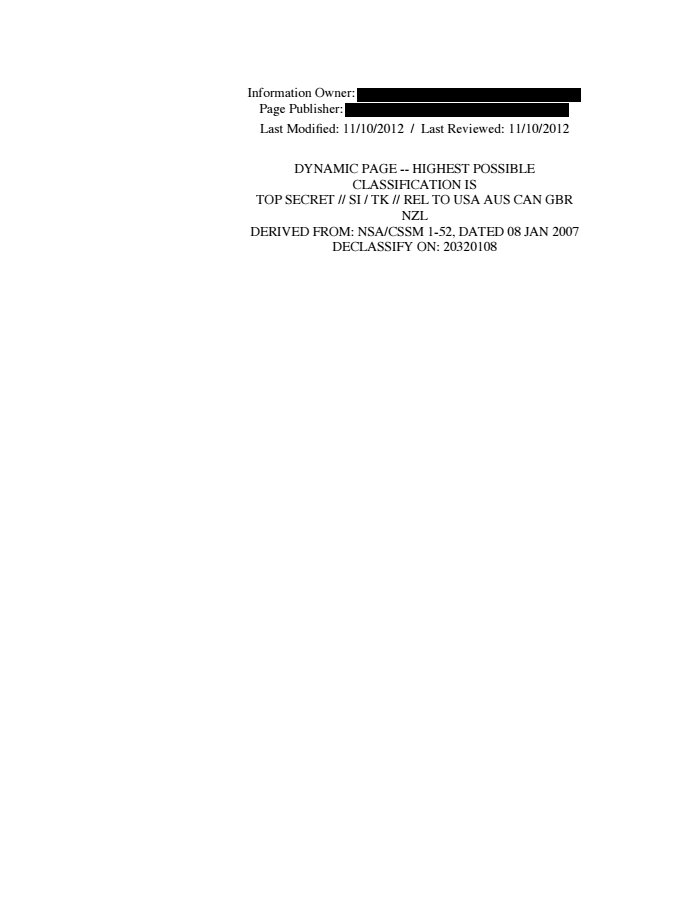 Information Owner:
Page Publisher:
Last Modified: 11/10/2012 / Last Reviewed: 11/10/2012
DYNAMIC PAGE -- HIGHEST POSSIBLE
CLASSIFICATION IS
TOP SECRET // SI / TK // REL TO USA AUS CAN GBR
NZL
DERIVED FROM: NSA/CSSM 1-52, DATED 08 JAN 2007
DECLASSIFY ON: 20320108